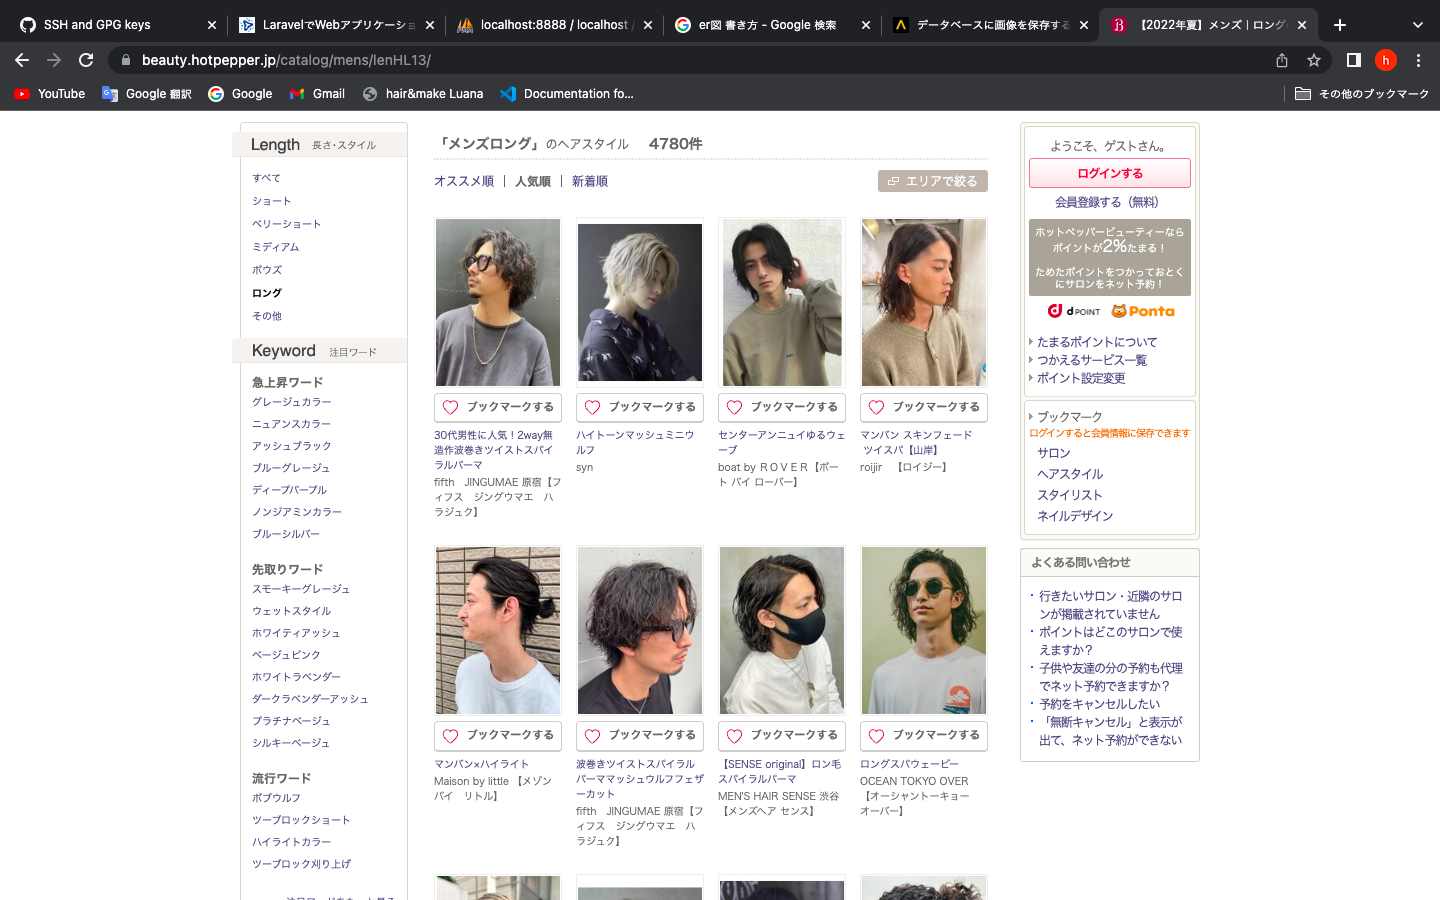 SSH and GPG keys
LaravelでWebアプリケーショ
localhost:8888 / localhost /
er図 書き方 - Google 検索
データベースに画像を保存する
【2022年夏】メンズ｜ロング
beauty.hotpepper.jp/catalog/mens/lenHL13/
h
YouTube
Google 翻訳
Google
Gmail
hair&make Luana
Documentation fo...
その他のブックマーク
Length 長さ・スタイル
すべて
ショート
ベリーショート
ミディアム
ボウズ
ロング
その他
Keyword 注目ワード
急上昇ワード
グレージュカラー
ニュアンスカラー
アッシュブラック
ブルーグレージュ
ディープパープル
ノンジアミンカラー
ブルーシルバー
先取りワード
スモーキーグレージュ
ウェットスタイル
ホワイティアッシュ
ベージュピンク
ホワイトラベンダー
ダークラベンダーアッシュ
プラチナベージュ
シルキーベージュ
流行ワード
ボブウルフ
ツーブロックショート
ハイライトカラー
ツーブロック刈り上げ
「メンズロング」のヘアスタイル 4780件
オススメ順 | 人気順 | 新着順
エリアで絞る
ブックマークする
ブックマークする
ブックマークする
ブックマークする
30代男性に人気！2way無
造作波巻きツイストスパイ
ラルパーマ
fifth　JINGUMAE 原宿【フ
ィフス　ジングウマエ　ハ
ラジュク】
ハイトーンマッシュミニウ
ルフ
syn
センターアンニュイゆるウェ
ーブ
boat by ＲＯＶＥＲ【ボー
ト バイ ローバー】
マンバン スキンフェード
ツイスパ【山岸】
roijir　【ロイジー】
ブックマークする
ブックマークする
ブックマークする
ブックマークする
マンバン×ハイライト
Maison by little 【メゾン
バイ　リトル】
波巻きツイストスパイラル
パーママッシュウルフフェザ
ーカット
fifth　JINGUMAE 原宿【フ
ィフス　ジングウマエ　ハ
ラジュク】
【SENSE original】ロン毛
スパイラルパーマ
MEN'S HAIR SENSE 渋谷
【メンズヘア センス】
ロングスパウェービー
OCEAN TOKYO OVER
【オーシャントーキョー
オーバー】
ようこそ、ゲストさん。
ログインする
会員登録する（無料）
ホットペッパービューティーなら
ポイントが2%たまる！
ためたポイントをつかっておとく
にサロンをネット予約！
d POINT Ponta
たまるポイントについて
つかえるサービス一覧
ポイント設定変更
ブックマーク
ログインすると会員情報に保存できます
サロン
ヘアスタイル
スタイリスト
ネイルデザイン
よくある問い合わせ
行きたいサロン・近隣のサロ
ンが掲載されていません
ポイントはどこのサロンで使
えますか？
子供や友達の分の予約も代理
でネット予約できますか？
予約をキャンセルしたい
「無断キャンセル」と表示が
出て、ネット予約ができない